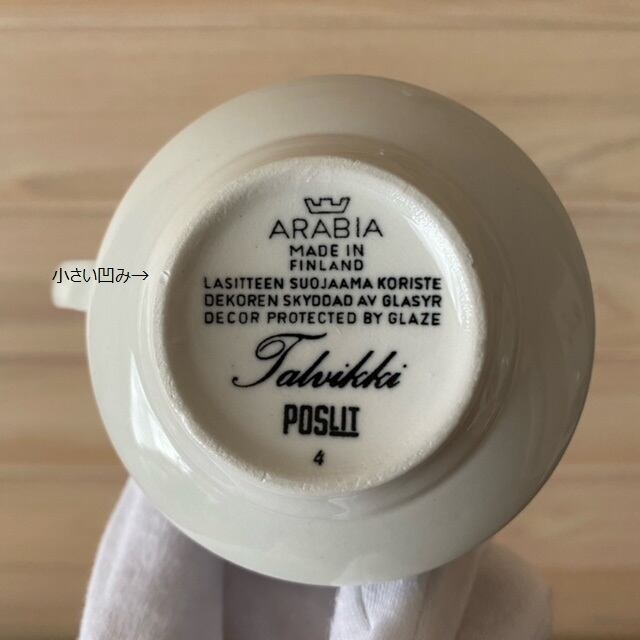 ARABIA
MADE IN
FINLAND
小さい凹み→
LASITTEEN SUOJAAMA KORISTE
DEKOREN SKYDDAD AV GLASYR
DECOR PROTECTED BY GLAZE
Talvikki
POSLIT
4